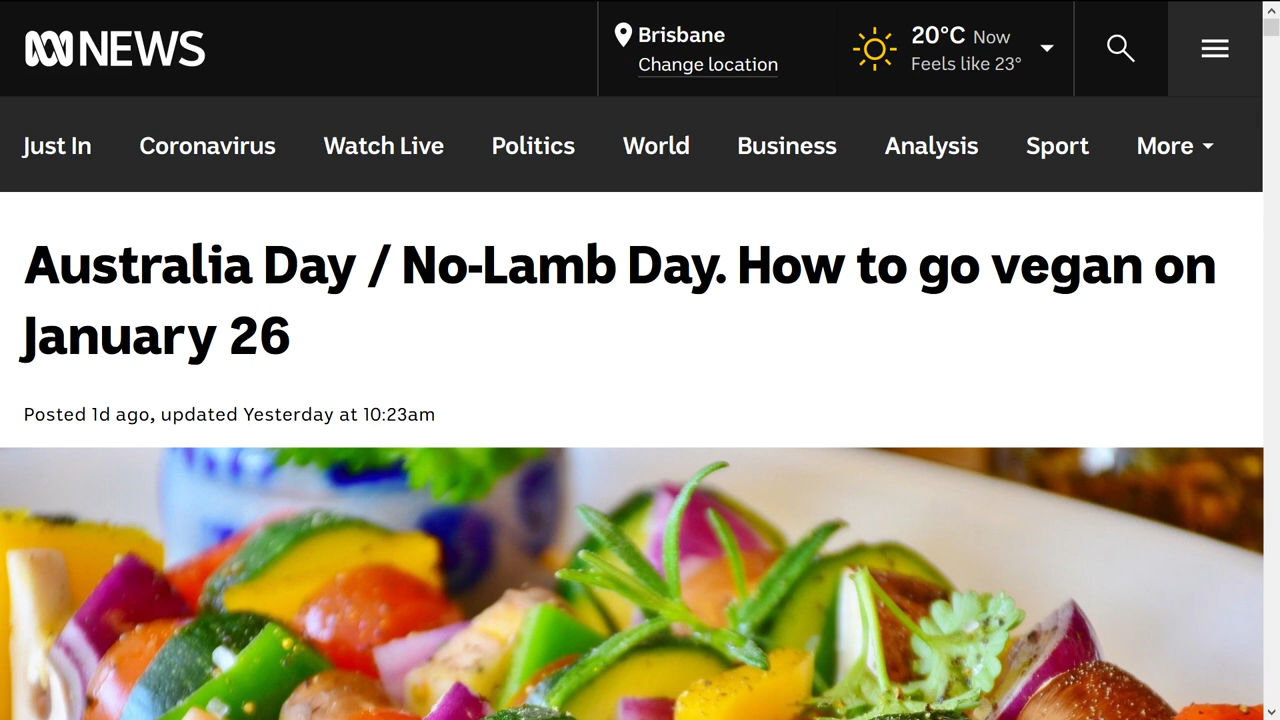 NEWS
Brisbane
Change location
20°C Now
Feels like 23°
Just In Coronavirus Watch Live Politics World Business Analysis Sport More
Australia Day / No-Lamb Day. How to go vegan on
January 26
Posted 1d ago, updated Yesterday at 10:23am